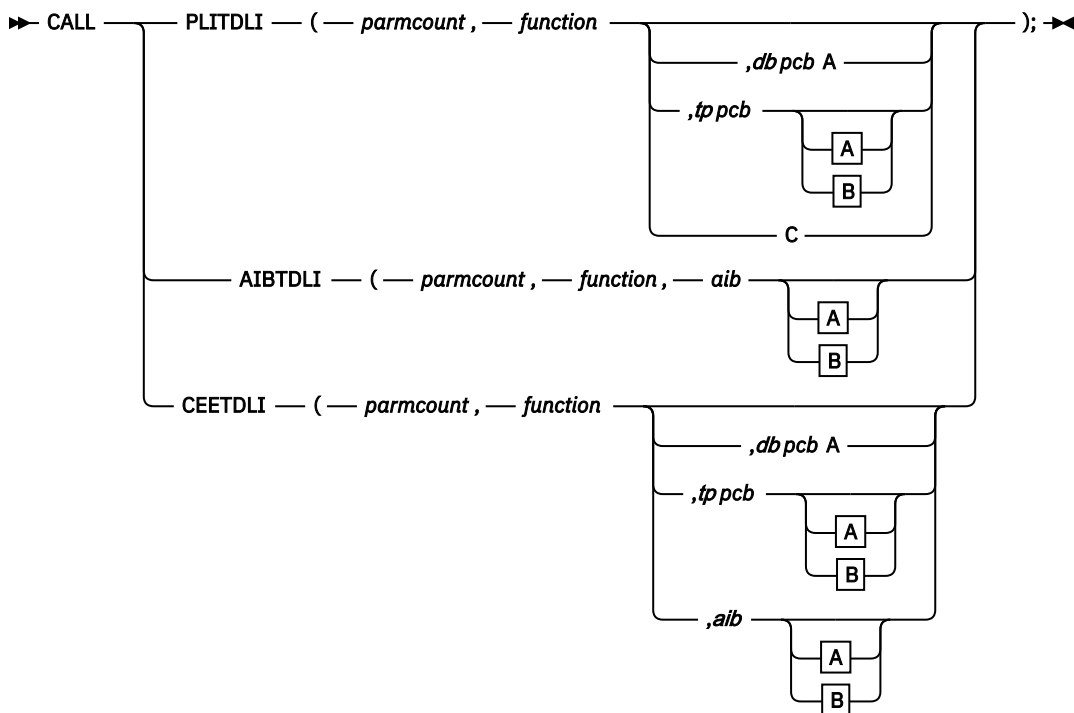 CALL PLITDLI ( parmcount , function ) ;
,db pcb A
,tp pcb
A
B
C
AIBTDLI ( parmcount , function , aib
A
B
CEETDLI ( parmcount , function
,db pcb A
,tp pcb
A
B
,aib
A
B